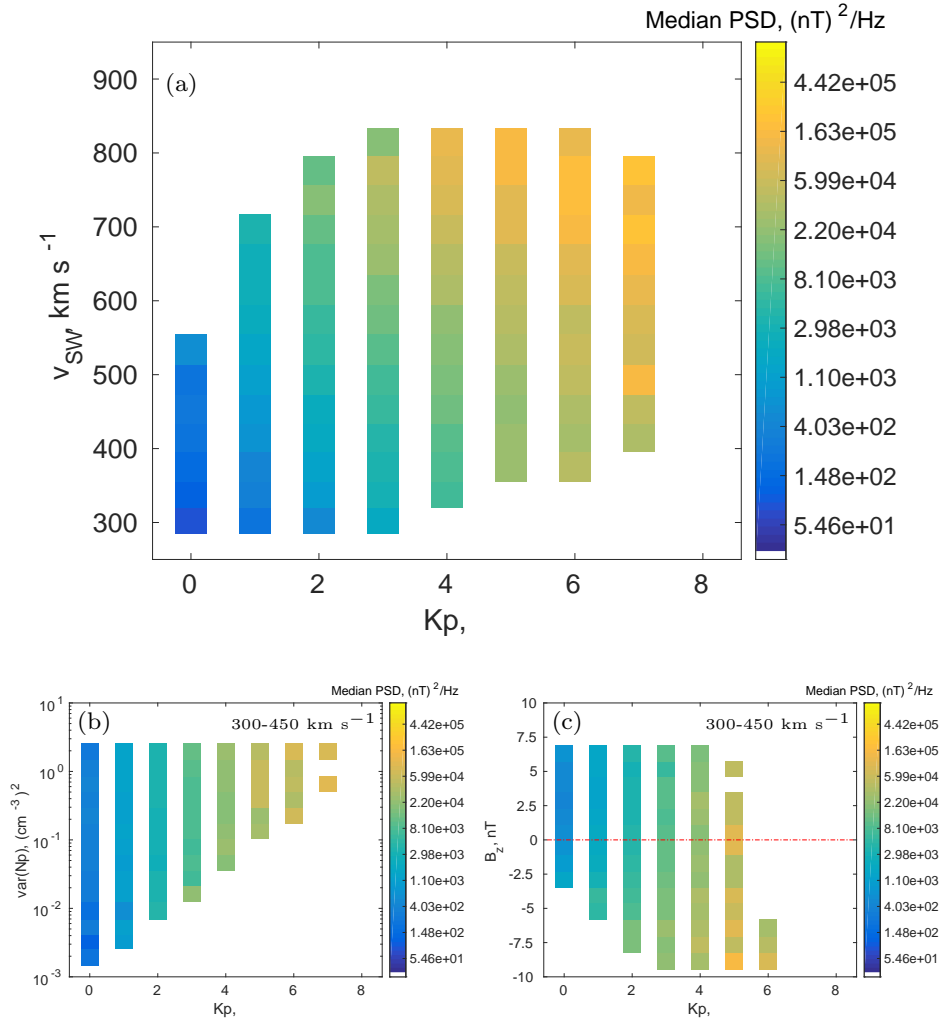 Median PSD, (nT) 2/Hz
(a)
900
800
700
600
500
400
300
v SW, km s -1
0 2 4 6 8
Kp,
4.42e+05
1.63e+05
5.99e+04
2.20e+04
8.10e+03
2.98e+03
1.10e+03
4.03e+02
1.48e+02
5.46e+01
Median PSD, (nT) 2/Hz
(b)
300-450 km s−1
10 1
10 0
10 -1
10 -2
10 -3
var(Np), (cm -3 )2
0 2 4 6 8
Kp,
4.42e+05
1.63e+05
5.99e+04
2.20e+04
8.10e+03
2.98e+03
1.10e+03
4.03e+02
1.48e+02
5.46e+01
Median PSD, (nT) 2/Hz
(c)
300-450 km s−1
10
7.5
5
2.5
0
-2.5
-5
-7.5
-10
B z, nT
0 2 4 6 8
Kp,
4.42e+05
1.63e+05
5.99e+04
2.20e+04
8.10e+03
2.98e+03
1.10e+03
4.03e+02
1.48e+02
5.46e+01